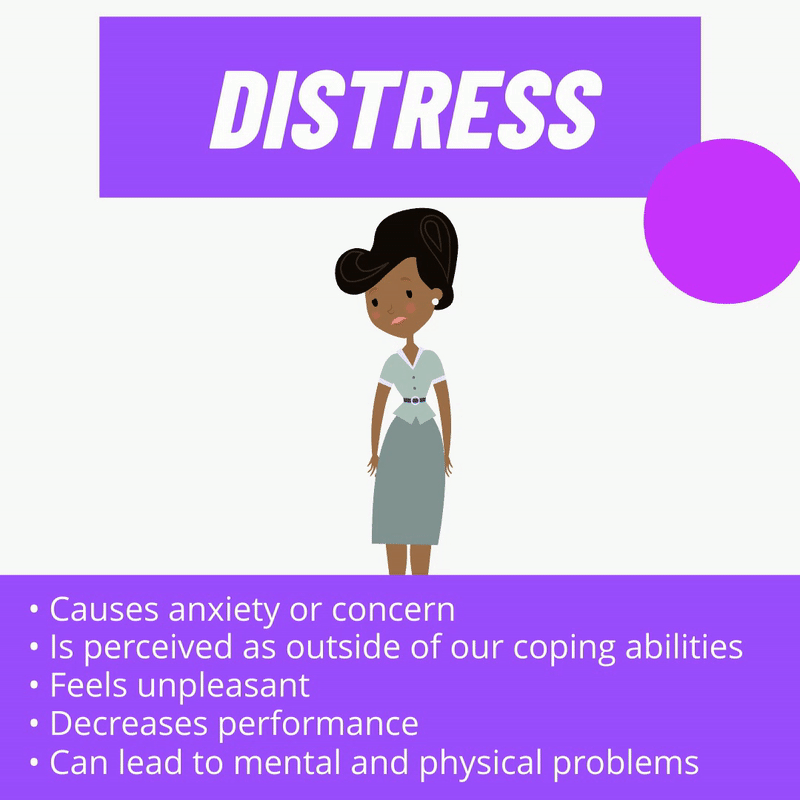 DISTRESS
• Causes anxiety or concern
• Is perceived as outside of our coping abilities
• Feels unpleasant
• Decreases performance
• Can lead to mental and physical problems